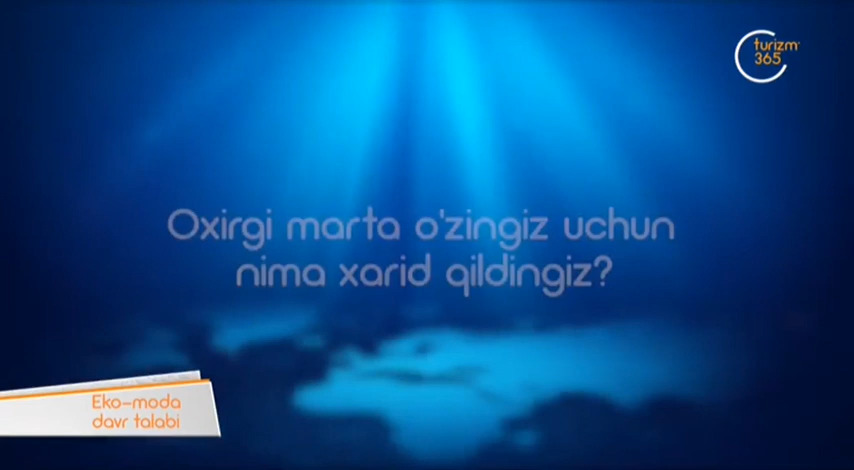 turizm
365
Oxirgi marta o'zingiz uchun
nima xarid qildingiz?
Eko-moda
davr talabi